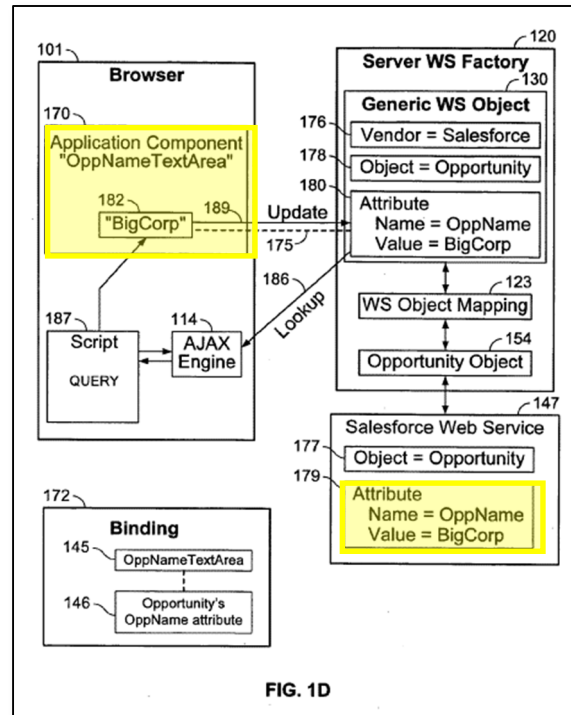 101
Browser
170
Application Component
"OppNameTextArea"
182
"BigCorp"
189
Update
175
186
Lookup
187
Script
QUERY
114
AJAX
Engine
120
Server WS Factory
130
Generic WS Object
176
Vendor = Salesforce
178
Object = Opportunity
180
Attribute
Name = OppName
Value = BigCorp
123
WS Object Mapping
154
Opportunity Object
147
Salesforce Web Service
177
Object = Opportunity
179
Attribute
Name = OppName
Value = BigCorp
172
Binding
145
OppNameTextArea
146
Opportunity's
OppName attribute
FIG. 1D